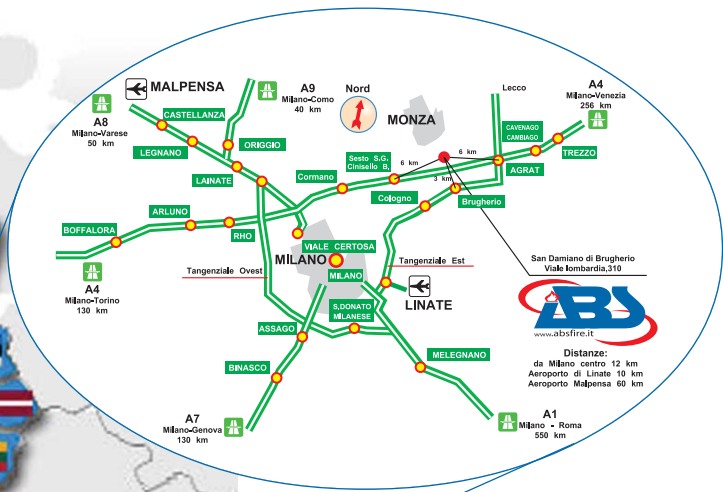 MALPENSA
A9
Milano-Como
40 km
Nord
Lecco
A4
Milano-Venezia
256 km
A8
Milano-Varese
50 km
CASTELLANZA
MONZA
CAVENAGO
CAMBIAGO
LEGNANO
ORIGGIO
Sesto S.G.
Cinisello B.
6 km
6 km
TREZZO
LAINATE
Cormano
3 km
AGRAT
Cologno
Brugherio
ARLUNO
BOFFALORA
RHO
VIALE CERTOSA
MILANO
San Damiano di Brugherio
Viale lombardia,310
Tangenziale Ovest
Tangenziale Est
MILANO
A4
Milano-Torino
130 km
LINATE
ABS
www.absfire.it
S.DONATO
MILANESE
ASSAGO
MELEGNANO
Distanze:
da Milano centro 12 km
Aeroporto di Linate 10 km
Aeroporto Malpensa 60 km
BINASCO
A7
Milano-Genova
130 km
A1
Milano - Roma
550 km